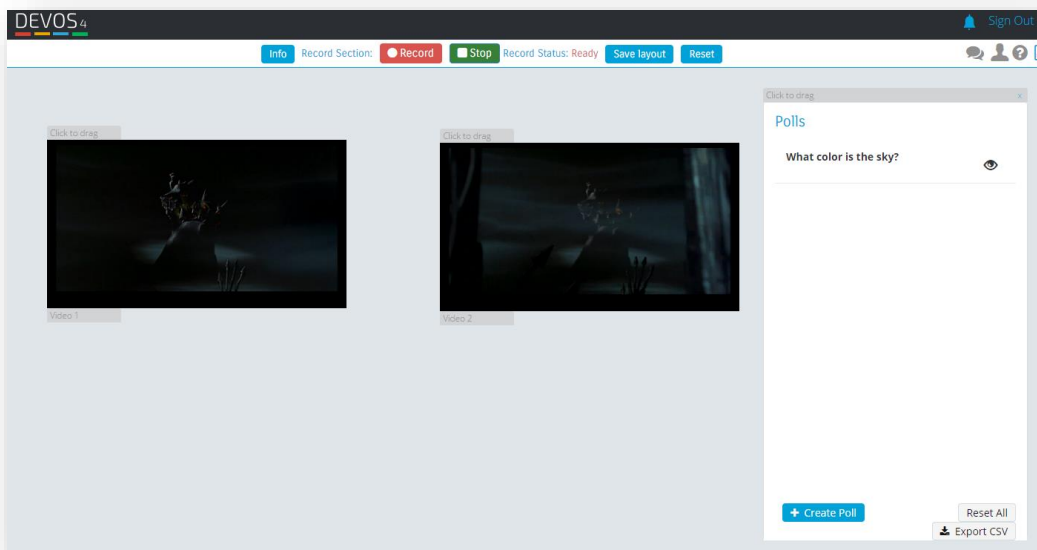 DEVOS4
Sign Out
Info Record Section: Record Stop Record Status: Ready Save layout Reset
Click to drag x
Polls
What color is the sky?
Click to drag
Video 1
Click to drag
Video 2
+ Create Poll
Reset All
Export CSV